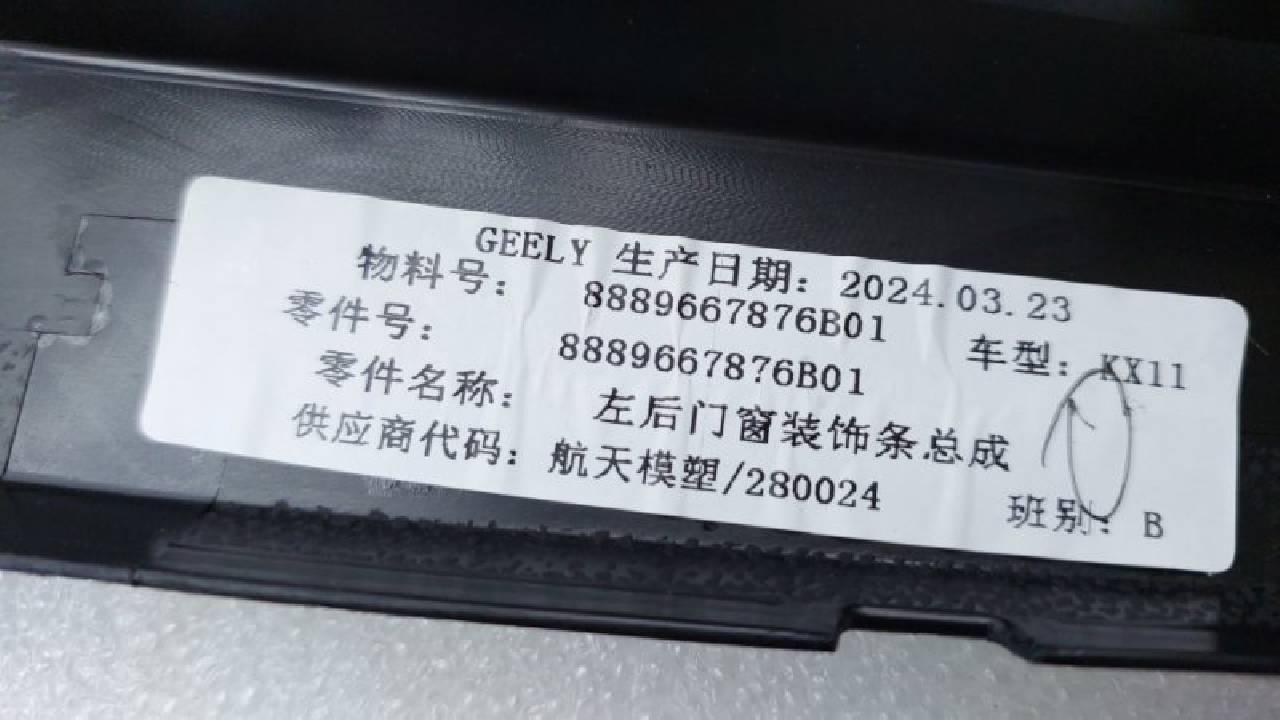 GEELY 生产日期: 2024.03.23
物料号: 8889667876B01
零件号: 8889667876B01 车型: KX11
零件名称: 左后门窗装饰条总成
供应商代码: 航天模塑/280024 班别: B